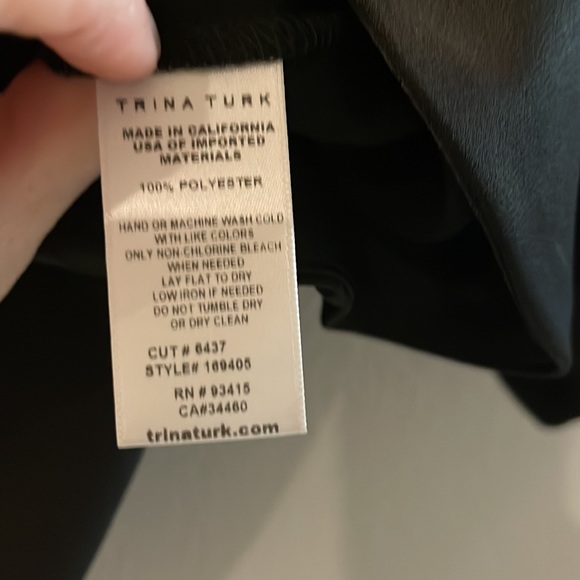 TRINA TURK
MADE IN CALIFORNIA
USA OF IMPORTED
MATERIALS
100% POLYESTER
HAND OR MACHINE WASH COLD
WITH LIKE COLORS
ONLY NON-CHLORINE BLEACH
WHEN NEEDED
LAY FLAT TO DRY
LOW IRON IF NEEDED
DO NOT TUMBLE DRY
OR DRY CLEAN
CUT # 6437
STYLE# 169405
RN # 93415
CA#34460
trinaturk.com